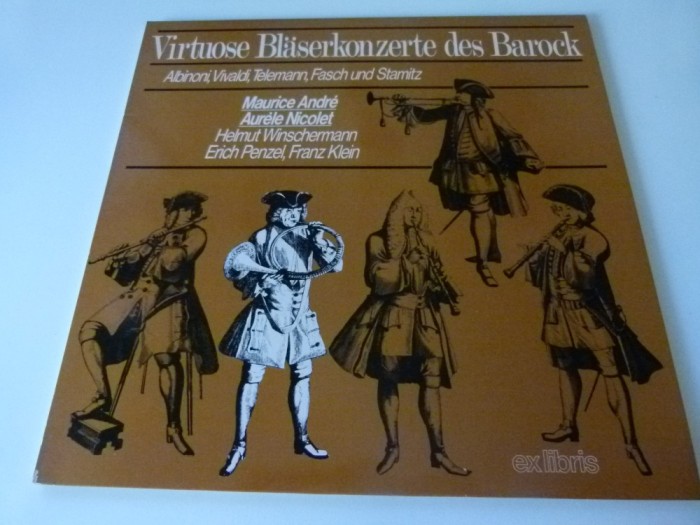 Virtuose Bläserkonzerte des Barock
Albinoni, Vivaldi, Telemann, Fasch und Stamitz
Maurice André
Auréle Nicolet
Helmut Winschermann
Erich Penzel, Franz Klein
ex libris